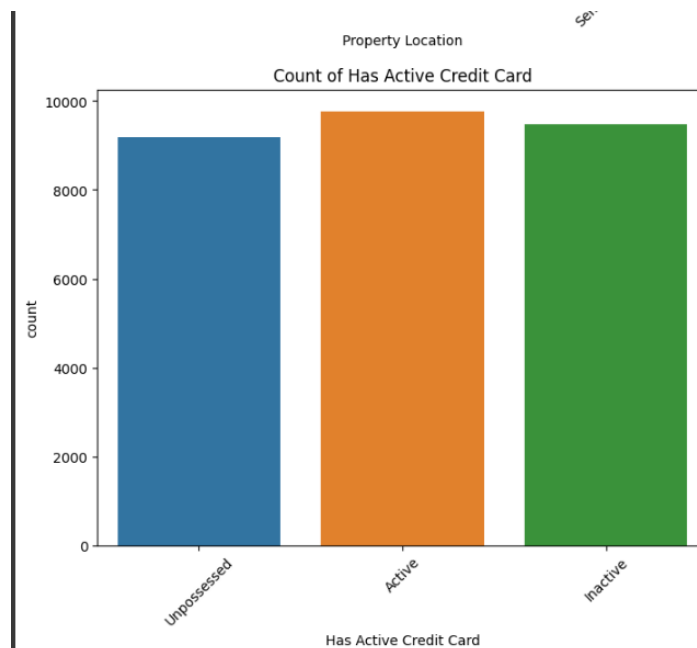 Property Location
Count of Has Active Credit Card
10000
8000
6000
4000
2000
0
count
Unpossessed
Active
Inactive
Has Active Credit Card